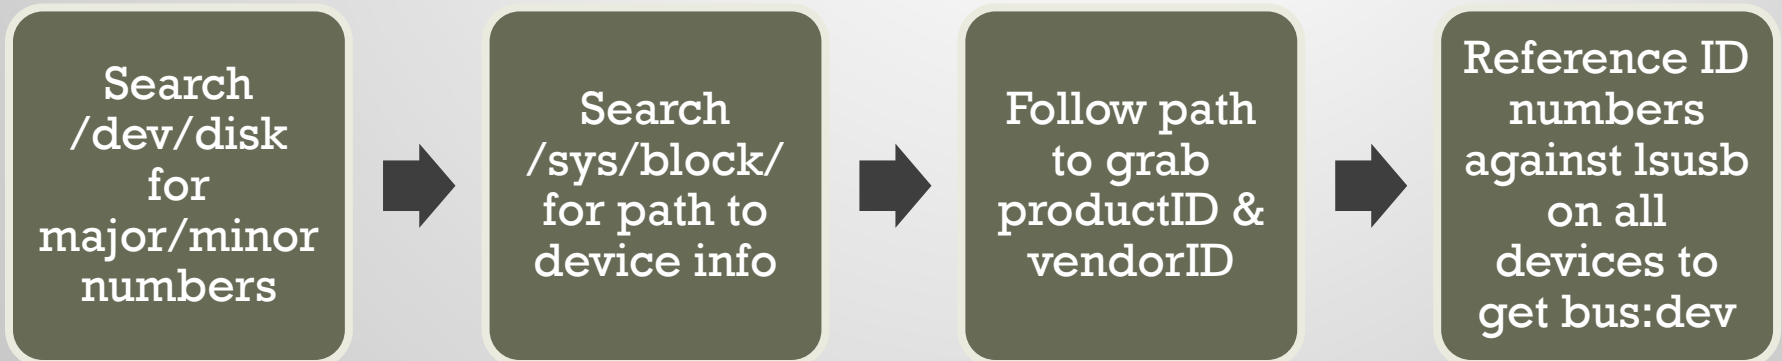 Search
/dev/disk
for
major/minor
numbers
Search
/sys/block/
for path to
device info
Follow path
to grab
productID &
vendorID
Reference ID
numbers
against lsusb
on all
devices to
get bus:dev